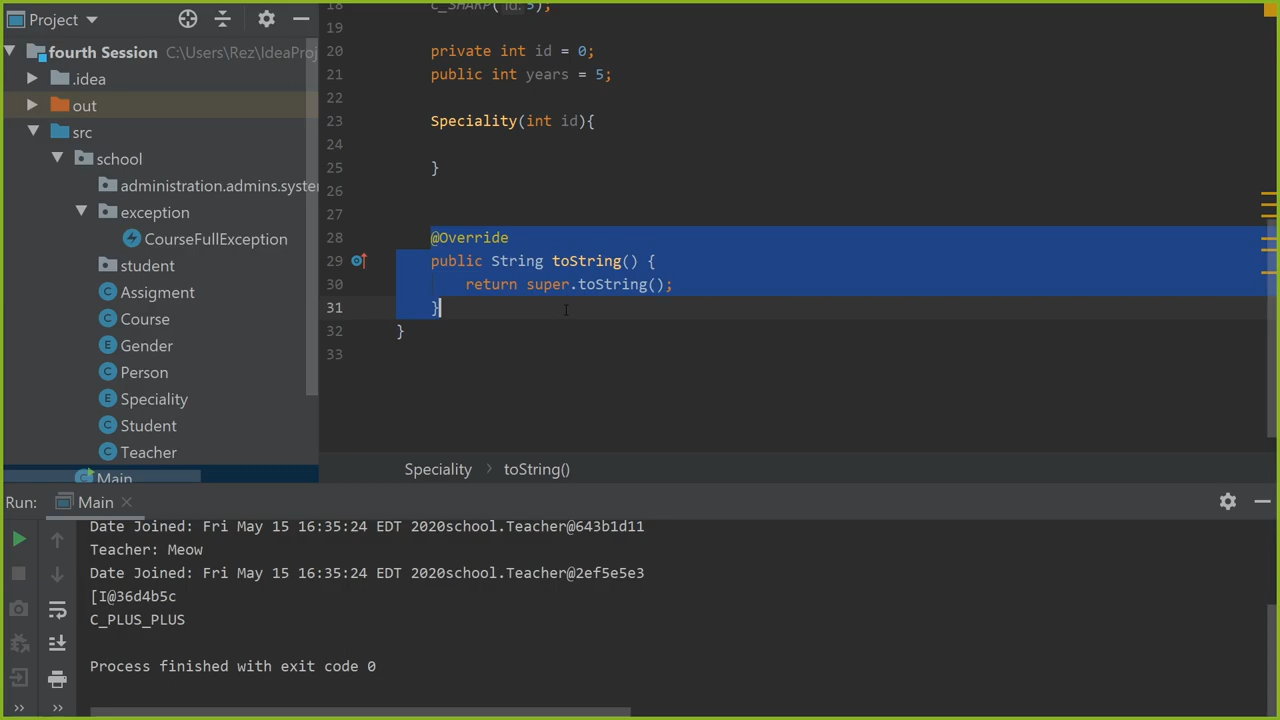 Project
fourth Session C:\Users\Rez\IdeaProj
.idea
out
src
school
administration.admins.syste
exception
CourseFullException
student
Assigment
Course
Gender
Person
Speciality
Student
Teacher
Main
18 C_SHARP( id: 5);
19
20 private int id = 0;
21 public int years = 5;
22
23 Speciality(int id){
24
25 }
26
27
28 @Override
29 public String toString() {
30 return super.toString();
31 }
32 }
33
Speciality > toString()
Run: Main
Date Joined: Fri May 15 16:35:24 EDT 2020school.Teacher@643b1d11
Teacher: Meow
Date Joined: Fri May 15 16:35:24 EDT 2020school.Teacher@2ef5e5e3
[I@36d4b5c
C_PLUS_PLUS
Process finished with exit code 0